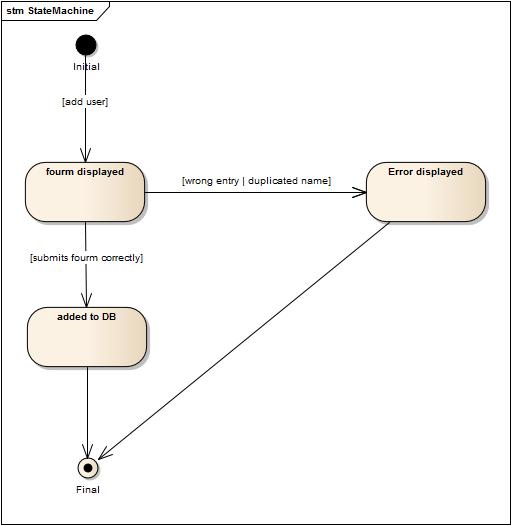 stm StateMachine
Initial
[add user]
fourm displayed
[wrong entry | duplicated name]
Error displayed
[submits fourm correctly]
added to DB
Final